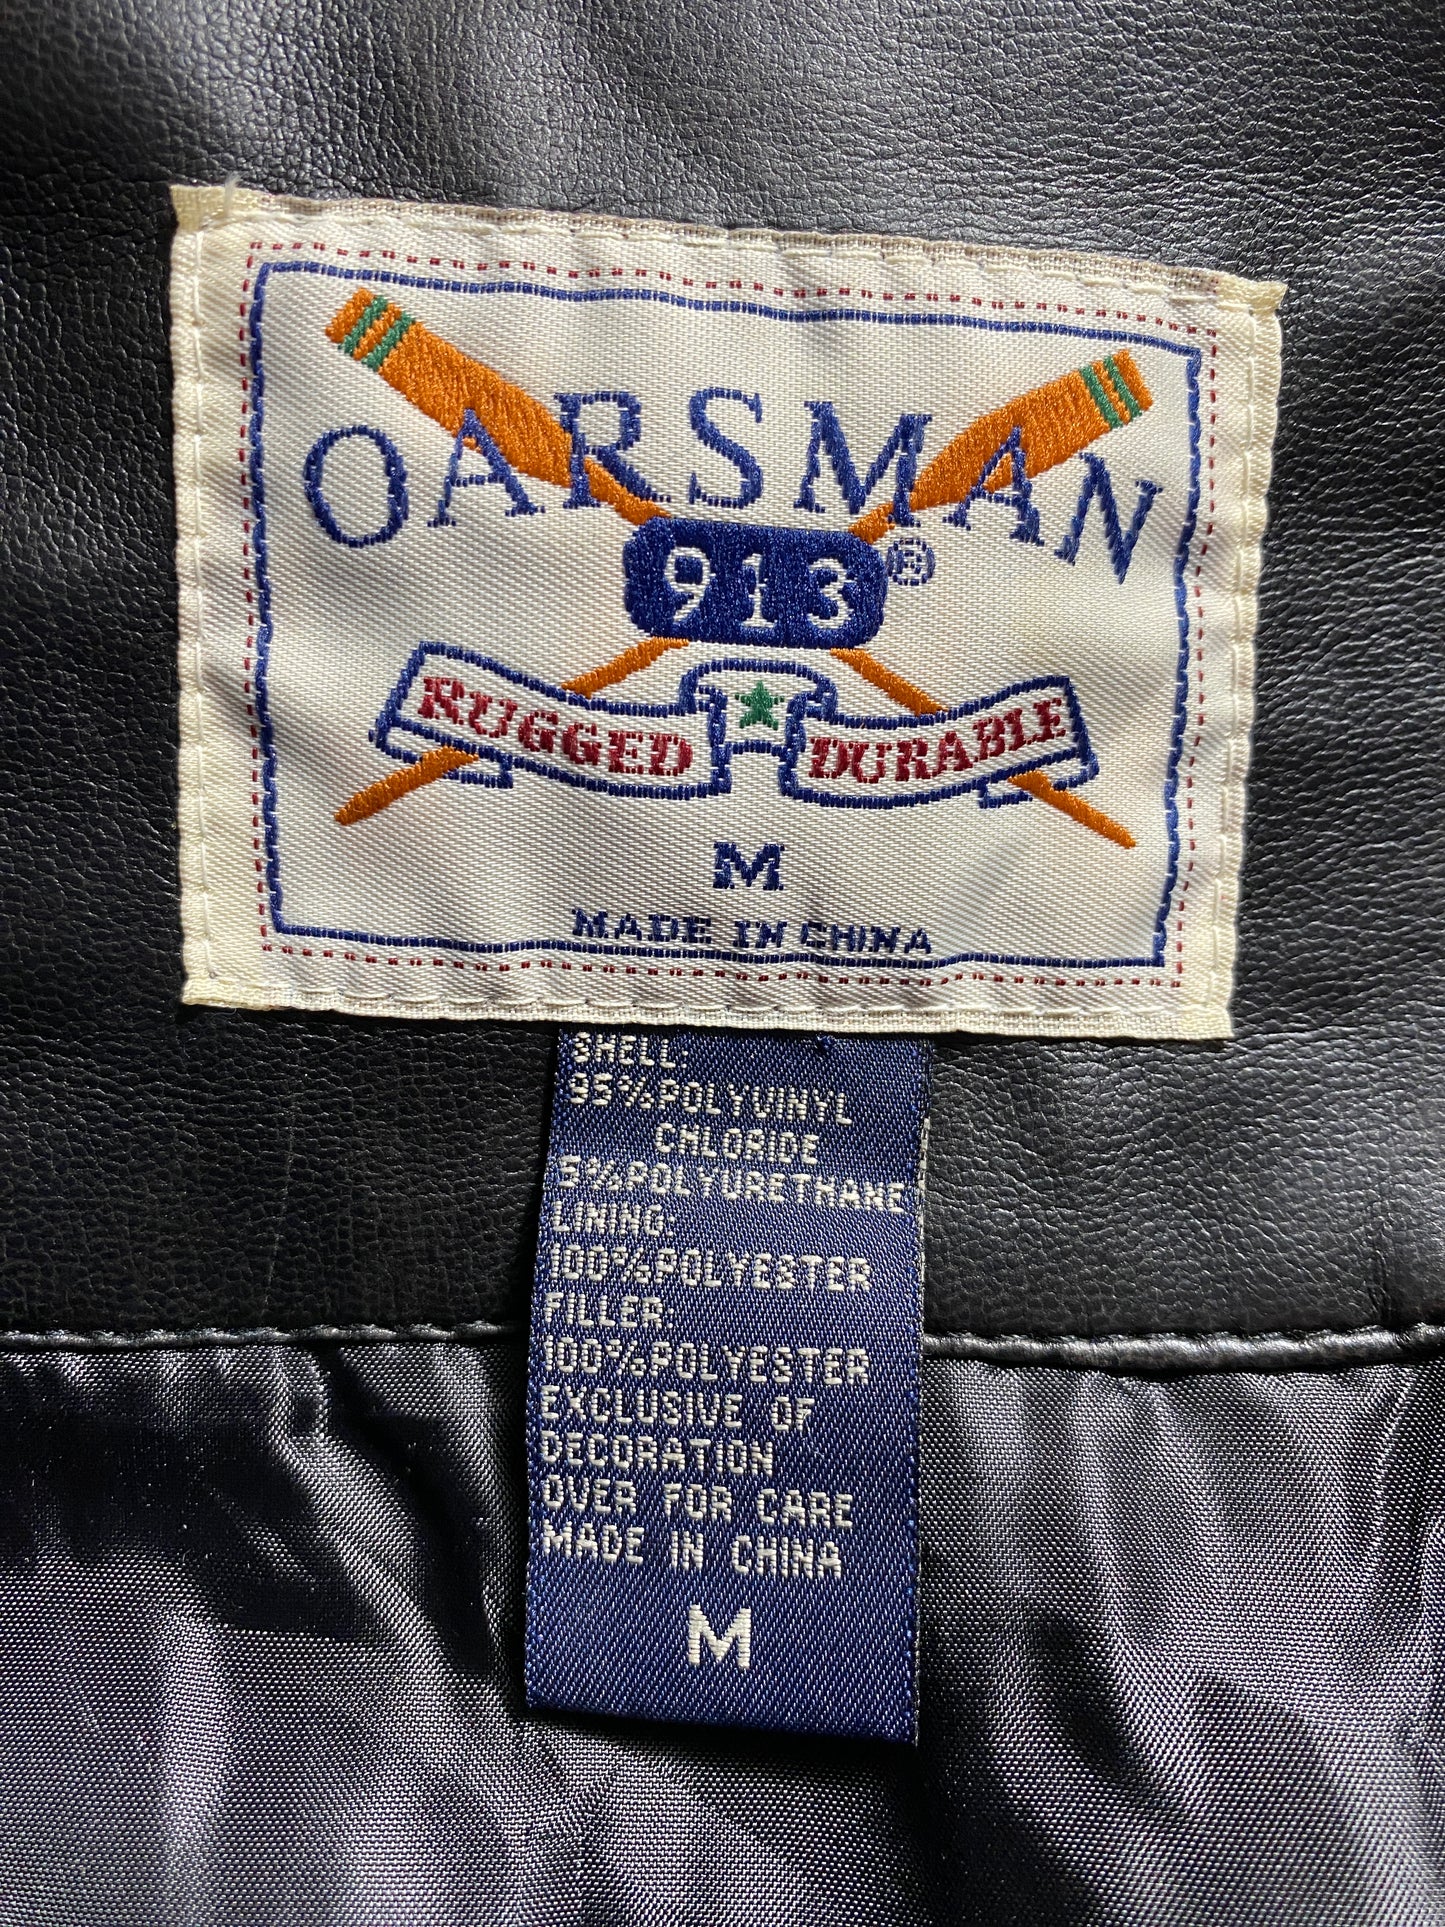 OARSMAN
913®
RUGGED DURABLE
M
MADE IN CHINA
SHELL:
95%POLYVINYL
CHLORIDE
5%POLYURETHANE
LINING:
100%POLYESTER
FILLER:
100%POLYESTER
EXCLUSIVE OF
DECORATION
OVER FOR CARE
MADE IN CHINA
M